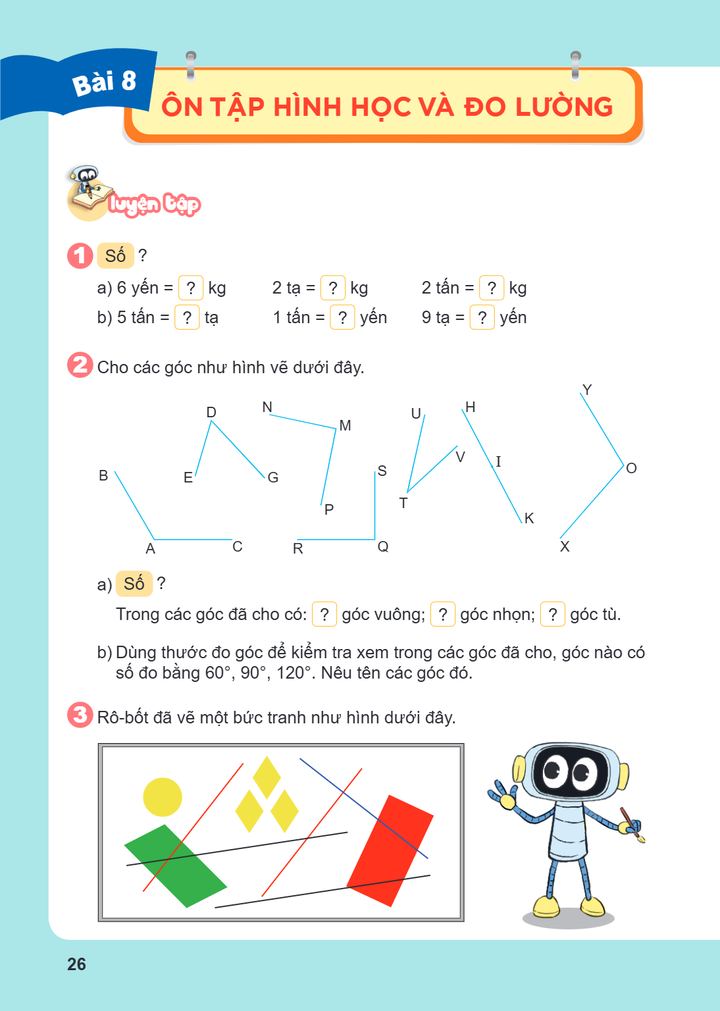 Bài 8
ÔN TẬP HÌNH HỌC VÀ ĐO LƯỜNG
luyện tập
1 Số ?
a) 6 yến = ? kg 2 tạ = ? kg 2 tấn = ? kg
b) 5 tấn = ? tạ 1 tấn = ? yến 9 tạ = ? yến
2 Cho các góc như hình vẽ dưới đây.
Y
D N U H
M
B E G S V I O
P T K
A C R Q X
a) Số ?
Trong các góc đã cho có: ? góc vuông; ? góc nhọn; ? góc tù.
b) Dùng thước đo góc để kiểm tra xem trong các góc đã cho, góc nào có
số đo bằng 60°, 90°, 120°. Nêu tên các góc đó.
3 Rô-bốt đã vẽ một bức tranh như hình dưới đây.
26